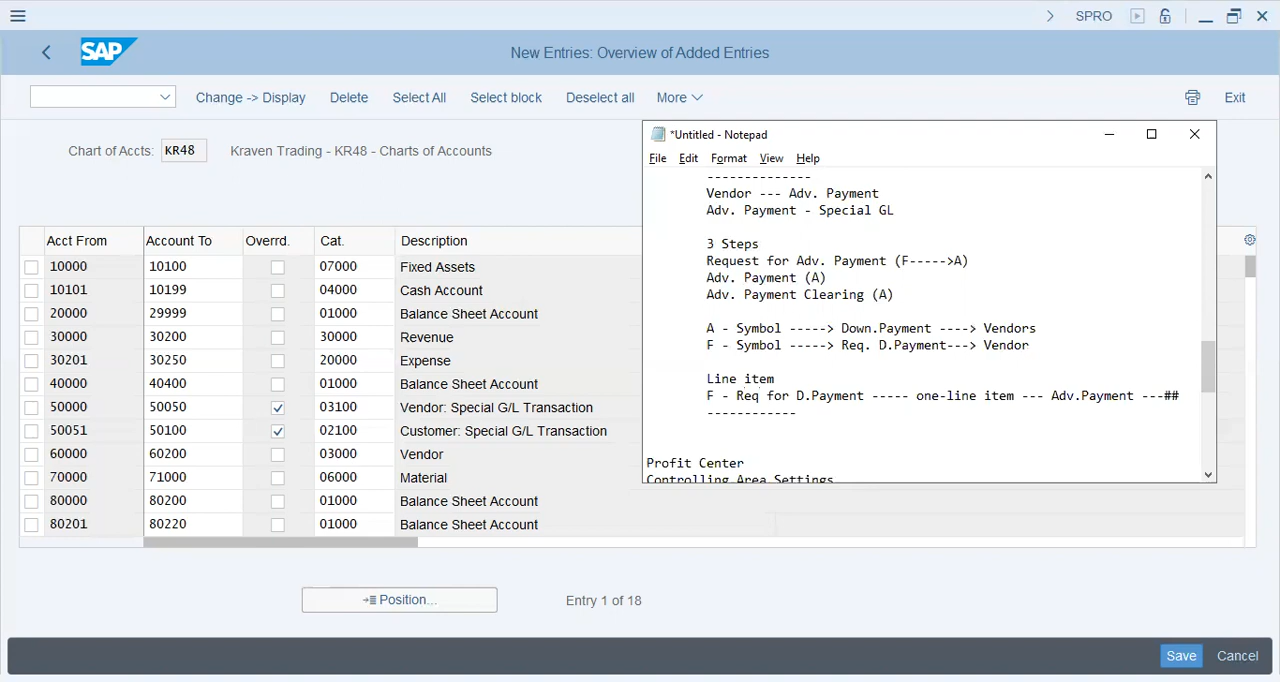 SPRO
SAP
New Entries: Overview of Added Entries
Change -> Display Delete Select All Select block Deselect all More Exit
Chart of Accts: KR48 Kraven Trading - KR48 - Charts of Accounts
Acct From Account To Overrd. Cat. Description
10000 10100 07000 Fixed Assets
10101 10199 04000 Cash Account
20000 29999 01000 Balance Sheet Account
30000 30200 30000 Revenue
30201 30250 20000 Expense
40000 40400 01000 Balance Sheet Account
50000 50050 03100 Vendor: Special G/L Transaction
50051 50100 02100 Customer: Special G/L Transaction
60000 60200 03000 Vendor
70000 71000 06000 Material
80000 80200 01000 Balance Sheet Account
80201 80220 01000 Balance Sheet Account
Position... Entry 1 of 18
Save Cancel
*Untitled - Notepad
File Edit Format View Help
--------------
Vendor --- Adv. Payment
Adv. Payment - Special GL
3 Steps
Request for Adv. Payment (F----->A)
Adv. Payment (A)
Adv. Payment Clearing (A)
A - Symbol -----> Down.Payment ----> Vendors
F - Symbol -----> Req. D.Payment---> Vendor
Line item
F - Req for D.Payment ----- one-line item --- Adv.Payment ---##
------------
Profit Center
Controlling Area Settings